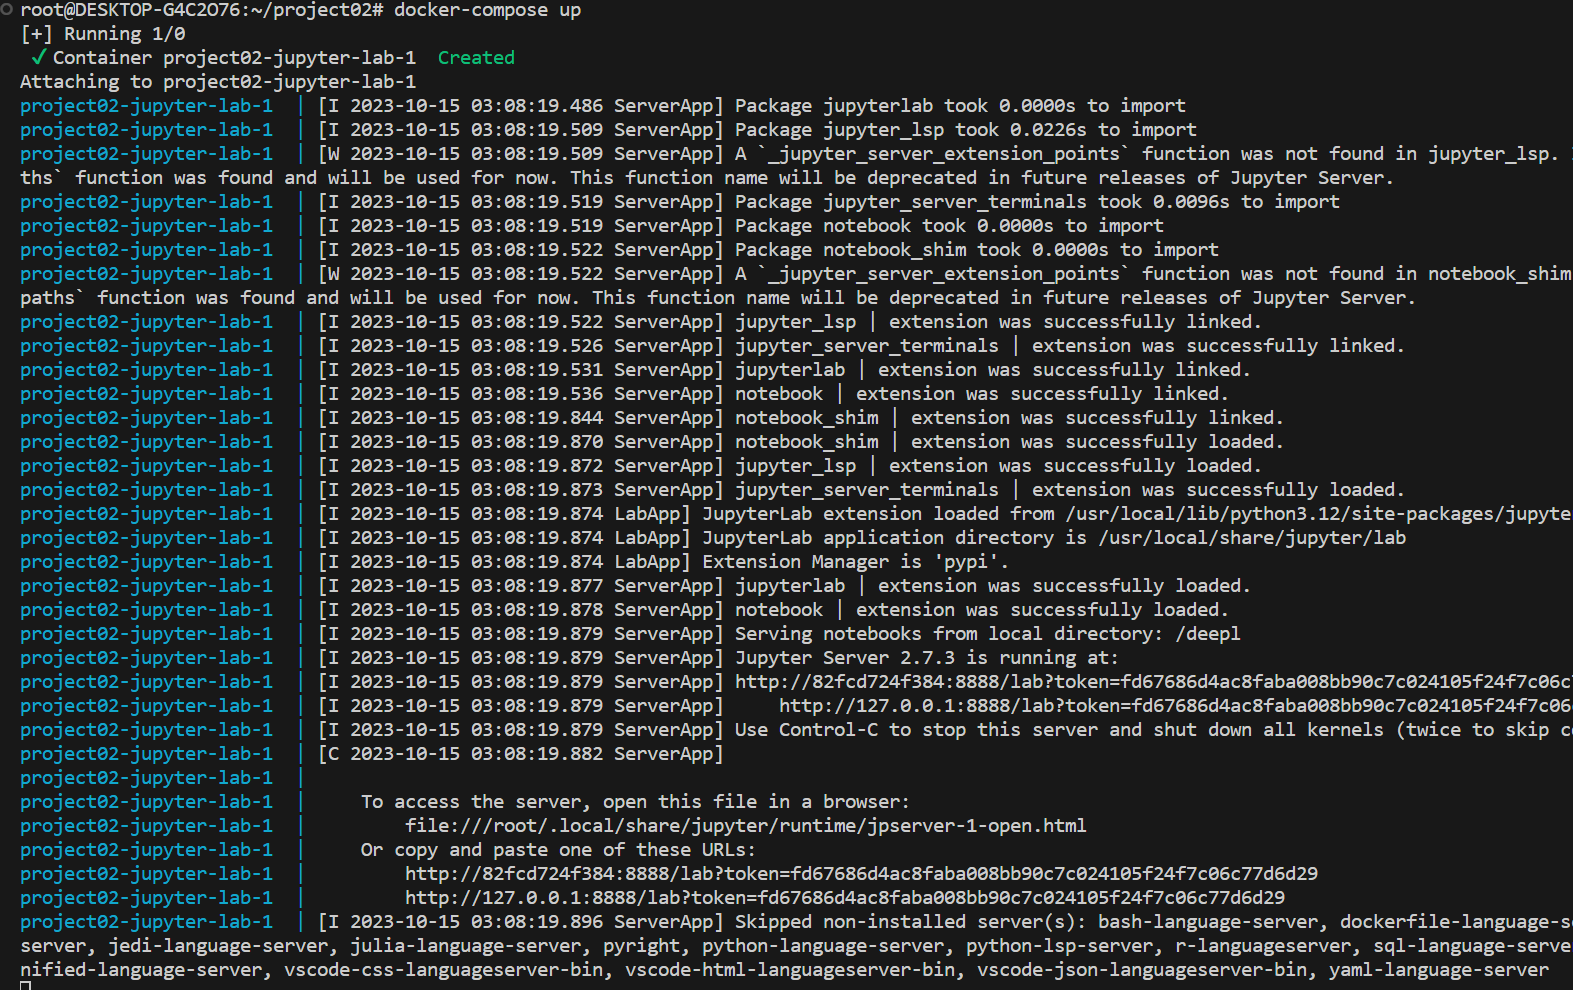 root@DESKTOP-G4C2O76:~/project02# docker-compose up
[+] Running 1/0
✓ Container project02-jupyter-lab-1  Created
Attaching to project02-jupyter-lab-1
project02-jupyter-lab-1  | [I 2023-10-15 03:08:19.486 ServerApp] Package jupyterlab took 0.0000s to import
project02-jupyter-lab-1  | [I 2023-10-15 03:08:19.509 ServerApp] Package jupyter_lsp took 0.0226s to import
project02-jupyter-lab-1  | [W 2023-10-15 03:08:19.509 ServerApp] A `_jupyter_server_extension_points` function was not found in jupyter_lsp.
ths` function was found and will be used for now. This function name will be deprecated in future releases of Jupyter Server.
project02-jupyter-lab-1  | [I 2023-10-15 03:08:19.519 ServerApp] Package jupyter_server_terminals took 0.0096s to import
project02-jupyter-lab-1  | [I 2023-10-15 03:08:19.519 ServerApp] Package notebook took 0.0000s to import
project02-jupyter-lab-1  | [I 2023-10-15 03:08:19.522 ServerApp] Package notebook_shim took 0.0000s to import
project02-jupyter-lab-1  | [W 2023-10-15 03:08:19.522 ServerApp] A `_jupyter_server_extension_points` function was not found in notebook_shim
paths` function was found and will be used for now. This function name will be deprecated in future releases of Jupyter Server.
project02-jupyter-lab-1  | [I 2023-10-15 03:08:19.522 ServerApp] jupyter_lsp | extension was successfully linked.
project02-jupyter-lab-1  | [I 2023-10-15 03:08:19.526 ServerApp] jupyter_server_terminals | extension was successfully linked.
project02-jupyter-lab-1  | [I 2023-10-15 03:08:19.531 ServerApp] jupyterlab | extension was successfully linked.
project02-jupyter-lab-1  | [I 2023-10-15 03:08:19.536 ServerApp] notebook | extension was successfully linked.
project02-jupyter-lab-1  | [I 2023-10-15 03:08:19.844 ServerApp] notebook_shim | extension was successfully linked.
project02-jupyter-lab-1  | [I 2023-10-15 03:08:19.870 ServerApp] notebook_shim | extension was successfully loaded.
project02-jupyter-lab-1  | [I 2023-10-15 03:08:19.872 ServerApp] jupyter_lsp | extension was successfully loaded.
project02-jupyter-lab-1  | [I 2023-10-15 03:08:19.873 ServerApp] jupyter_server_terminals | extension was successfully loaded.
project02-jupyter-lab-1  | [I 2023-10-15 03:08:19.874 LabApp] JupyterLab extension loaded from /usr/local/lib/python3.12/site-packages/jupyte
project02-jupyter-lab-1  | [I 2023-10-15 03:08:19.874 LabApp] JupyterLab application directory is /usr/local/share/jupyter/lab
project02-jupyter-lab-1  | [I 2023-10-15 03:08:19.874 LabApp] Extension Manager is 'pypi'.
project02-jupyter-lab-1  | [I 2023-10-15 03:08:19.877 ServerApp] jupyterlab | extension was successfully loaded.
project02-jupyter-lab-1  | [I 2023-10-15 03:08:19.878 ServerApp] notebook | extension was successfully loaded.
project02-jupyter-lab-1  | [I 2023-10-15 03:08:19.879 ServerApp] Serving notebooks from local directory: /deepl
project02-jupyter-lab-1  | [I 2023-10-15 03:08:19.879 ServerApp] Jupyter Server 2.7.3 is running at:
project02-jupyter-lab-1  | [I 2023-10-15 03:08:19.879 ServerApp] http://82fcd724f384:8888/lab?token=fd67686d4ac8faba008bb90c7c024105f24f7c06c7
project02-jupyter-lab-1  | [I 2023-10-15 03:08:19.879 ServerApp]     http://127.0.0.1:8888/lab?token=fd67686d4ac8faba008bb90c7c024105f24f7c06
project02-jupyter-lab-1  | [I 2023-10-15 03:08:19.879 ServerApp] Use Control-C to stop this server and shut down all kernels (twice to skip c
project02-jupyter-lab-1  | [C 2023-10-15 03:08:19.882 ServerApp]
project02-jupyter-lab-1  |
project02-jupyter-lab-1  |     To access the server, open this file in a browser:
project02-jupyter-lab-1  |         file:///root/.local/share/jupyter/runtime/jpserver-1-open.html
project02-jupyter-lab-1  |     Or copy and paste one of these URLs:
project02-jupyter-lab-1  |         http://82fcd724f384:8888/lab?token=fd67686d4ac8faba008bb90c7c024105f24f7c06c77d6d29
project02-jupyter-lab-1  |         http://127.0.0.1:8888/lab?token=fd67686d4ac8faba008bb90c7c024105f24f7c06c77d6d29
project02-jupyter-lab-1  | [I 2023-10-15 03:08:19.896 ServerApp] Skipped non-installed server(s): bash-language-server, dockerfile-language-s
server, jedi-language-server, julia-language-server, pyright, python-language-server, python-lsp-server, r-languageserver, sql-language-serve
nified-language-server, vscode-css-languageserver-bin, vscode-html-languageserver-bin, vscode-json-languageserver-bin, yaml-language-server